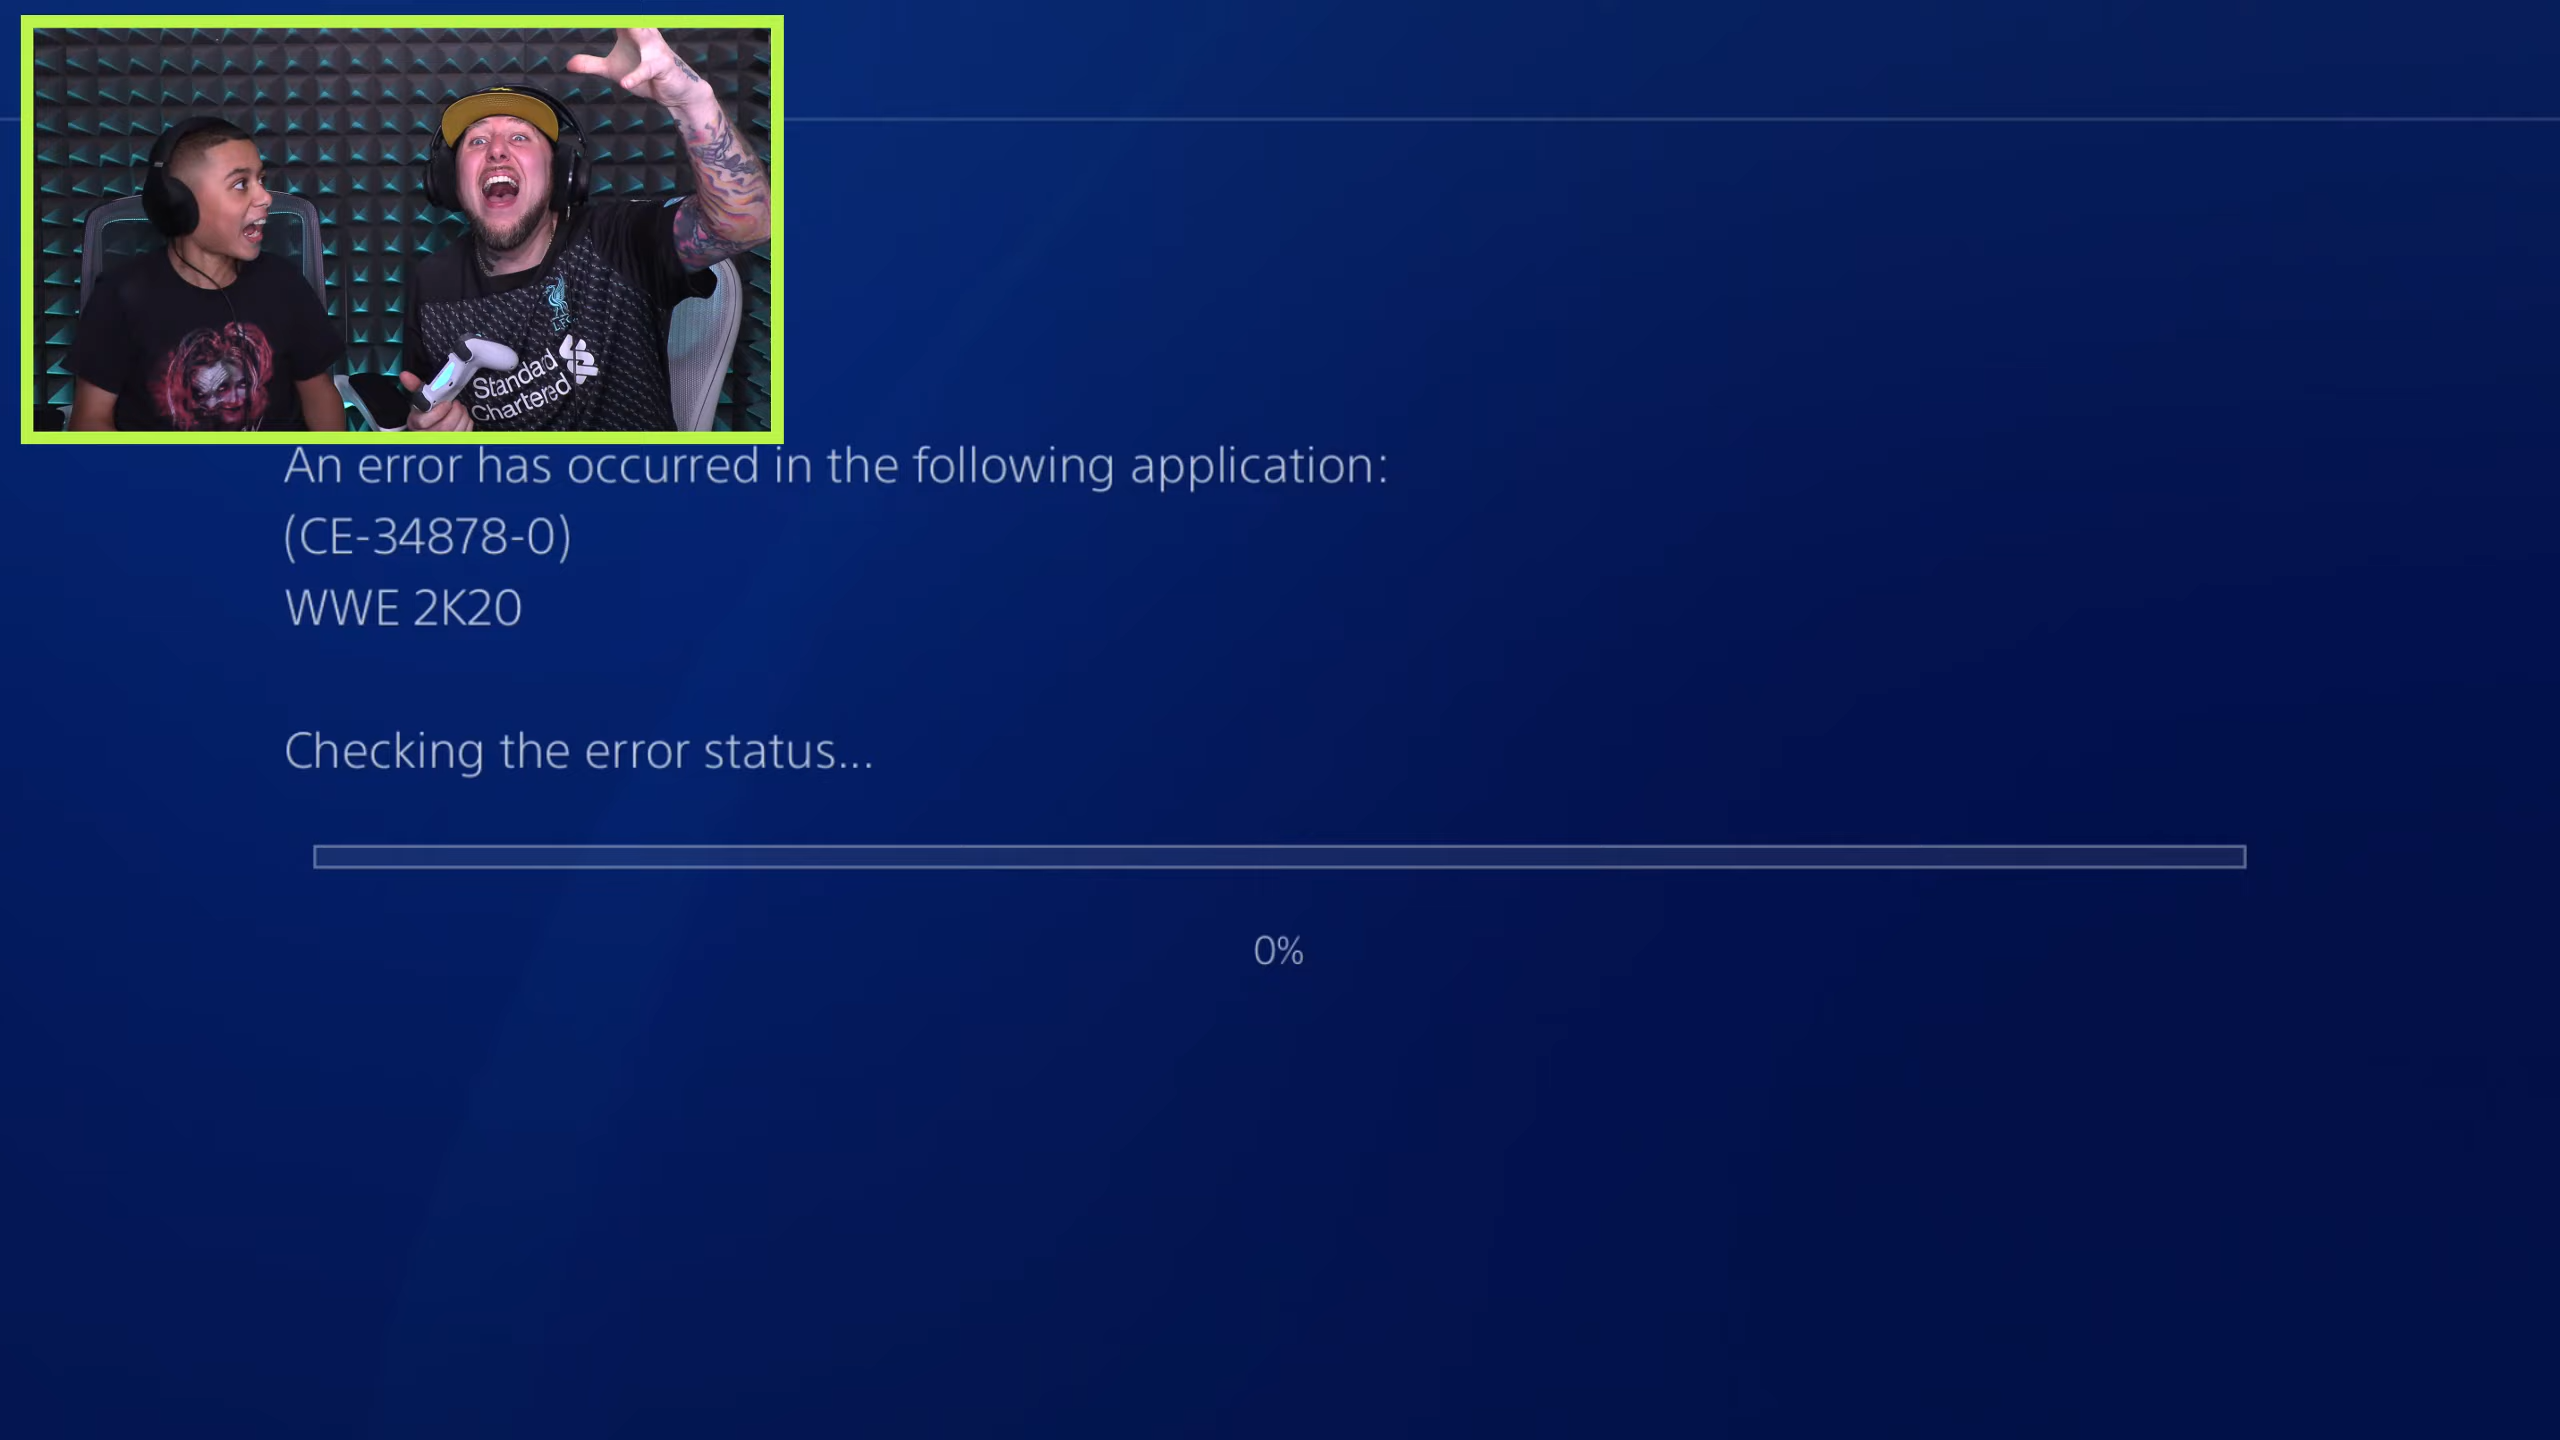 LFC
Standard
Chartered
An error has occurred in the following application:
(CE-34878-0)
WWE 2K20
Checking the error status...
0%